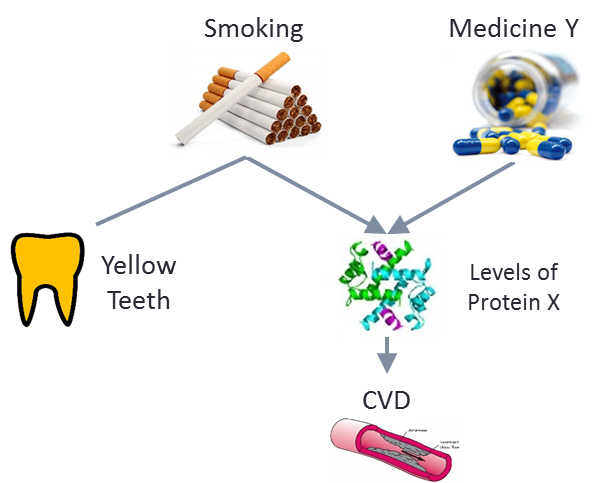 Smoking
Medicine Y
Yellow
Teeth
Levels of
Protein X
CVD